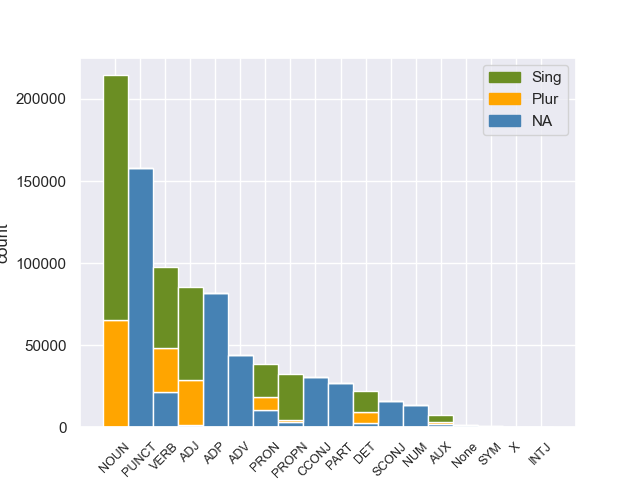 Sing
Plur
NA
200000
150000
100000
50000
0
count
NOUN
PUNCT
VERB
ADJ
ADP
ADV
PRON
PROPN
CCONJ
PART
DET
SCONJ
NUM
AUX
None
SYM
X
INTJ